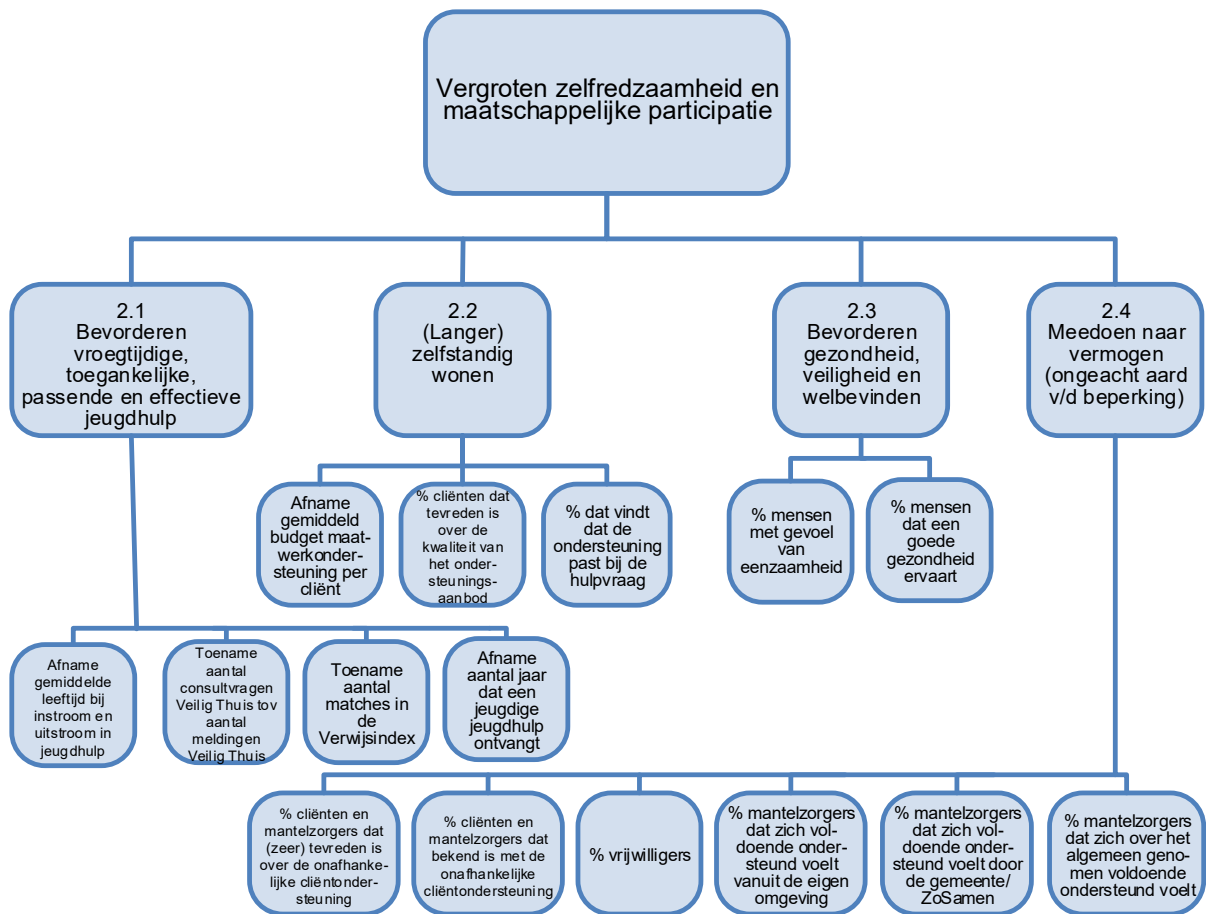 Vergroten zelfredzaamheid en
maatschappelijke participatie
2.1
Bevorderen
vroegtijdige,
toegankelijke,
passende en effectieve
jeugdhulp
2.2
(Langer)
zelfstandig
wonen
2.3
Bevorderen
gezondheid,
veiligheid en
welbevinden
2.4
Meedoen naar
vermogen
(ongeacht aard
v/d beperking)
Afname
gemiddeld
budget maat-
werkonder-
steuning per
cliënt
% cliënten dat
tevreden is
over de
kwaliteit van
het onder-
steunings-
aanbod
% dat vindt
dat de
ondersteuning
past bij de
hulpvraag
% mensen
met gevoel
van
eenzaamheid
% mensen
dat een
goede
gezondheid
ervaart
Afname
gemiddelde
leeftijd bij
instroom en
uitstroom in
jeugdhulp
Toename
aantal
consultvragen
Veilig Thuis tov
aantal
meldingen
Veilig Thuis
Toename
aantal
matches in
de
Verwijsindex
Afname
aantal jaar
dat een
jeugdige
jeugdhulp
ontvangt
% cliënten en
mantelzorgers dat
(zeer) tevreden is
over de onafhanke-
lijke cliëntonder-
steuning
% cliënten en
mantelzorgers dat
bekend is met de
onafhankelijke
cliëntondersteuning
% vrijwilligers
% mantelzorgers
dat zich vol-
doende onder-
steund voelt
vanuit de eigen
omgeving
% mantelzorgers
dat zich vol-
doende onder-
steund voelt door
de gemeente/
ZoSamen
% mantelzorgers
dat zich over het
algemeen geno-
men voldoende
ondersteund voelt